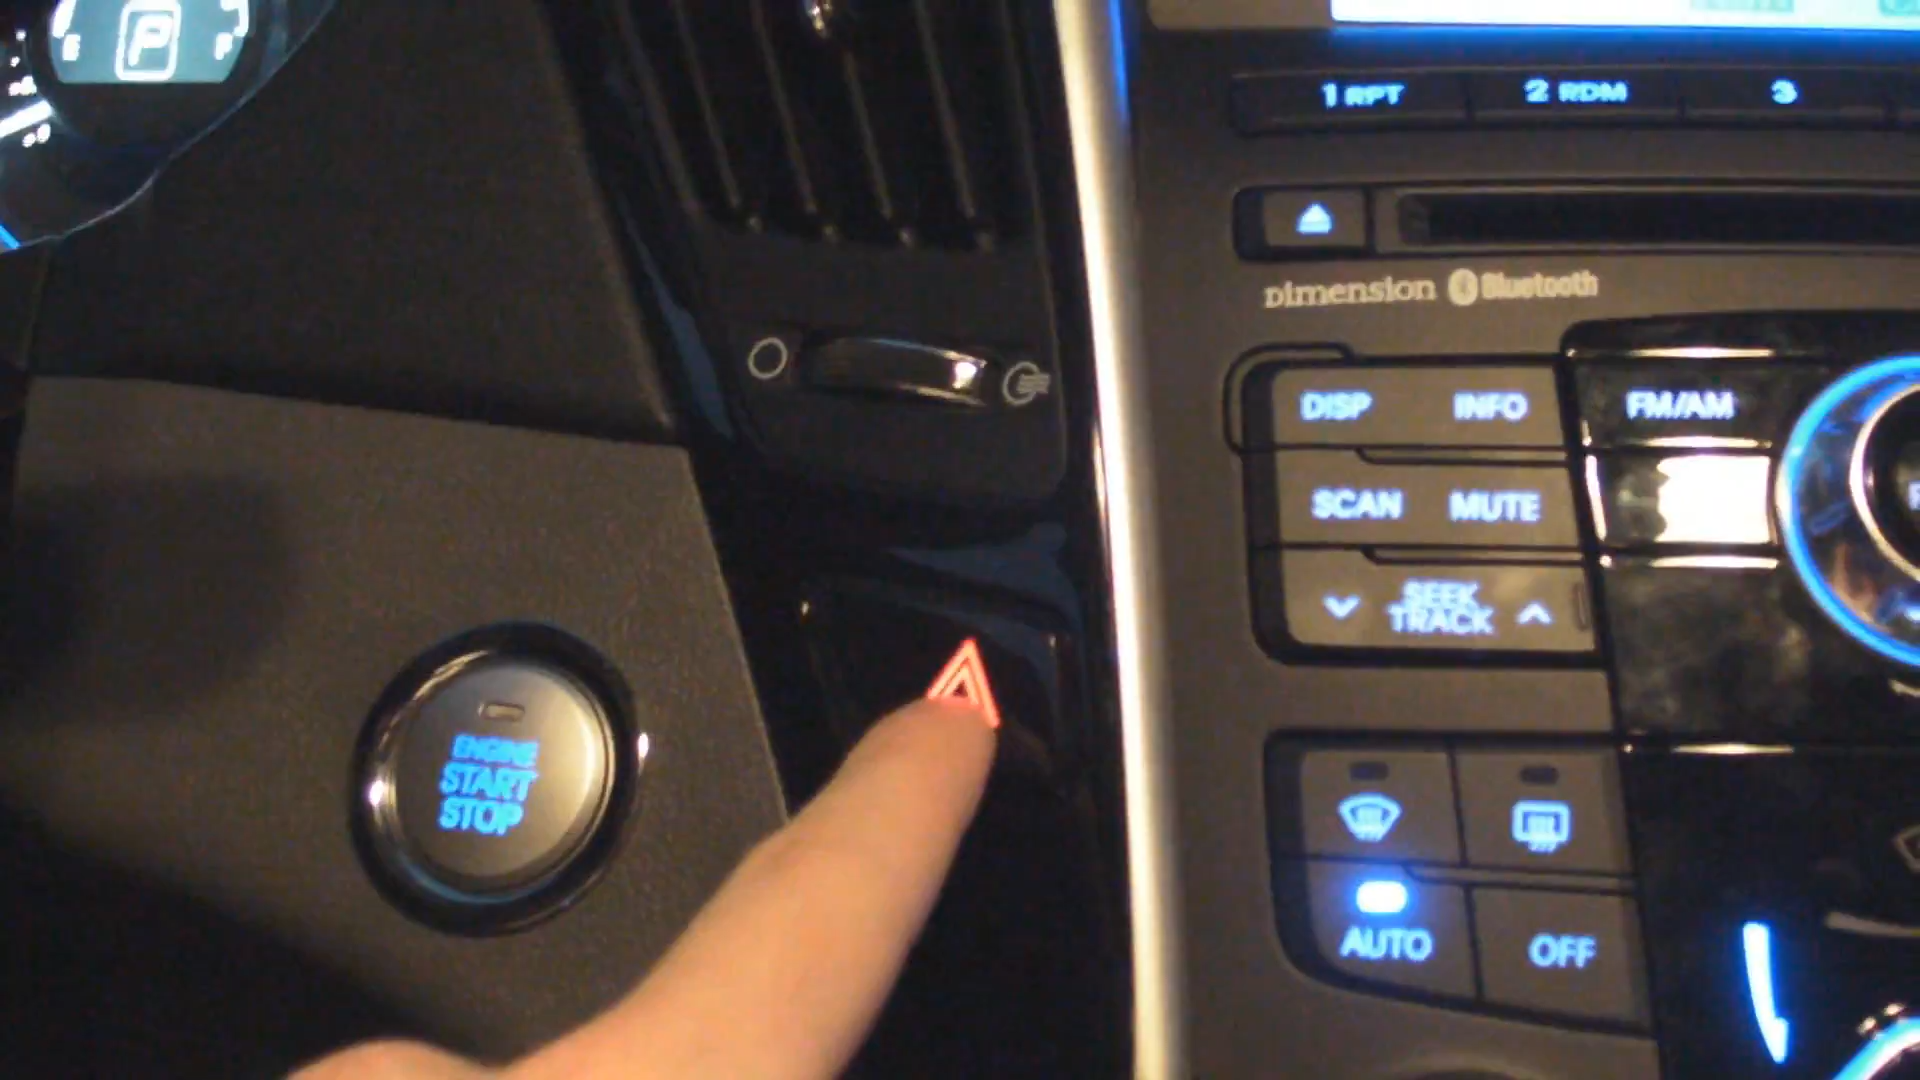 E P F
1 RPT 2 RDM 3
Dimension Bluetooth
DISP INFO FM/AM
SCAN MUTE
SEEK
TRACK
ENGINE
START
STOP
AUTO OFF